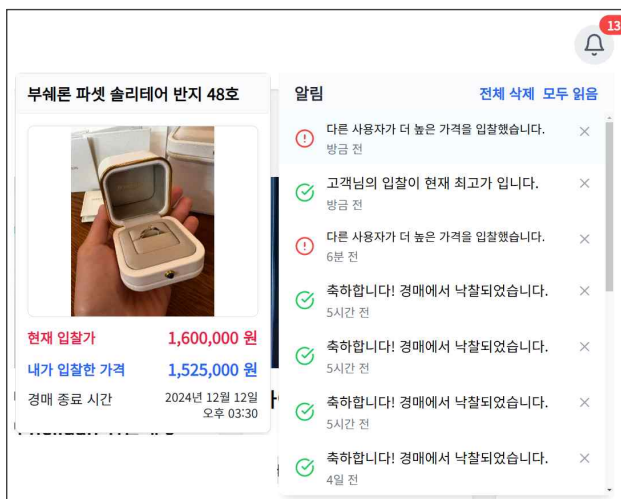 13
부쉐론 파셋 솔리테어 반지 48호
현재 입찰가 1,600,000 원
내가 입찰한 가격 1,525,000 원
경매 종료 시간 2024년 12월 12일
오후 03:30
알림 전체 삭제 모두 읽음
다른 사용자가 더 높은 가격을 입찰했습니다.
방금 전
고객님의 입찰이 현재 최고가 입니다.
방금 전
다른 사용자가 더 높은 가격을 입찰했습니다.
6분 전
축하합니다! 경매에서 낙찰되었습니다.
5시간 전
축하합니다! 경매에서 낙찰되었습니다.
5시간 전
축하합니다! 경매에서 낙찰되었습니다.
5시간 전
축하합니다! 경매에서 낙찰되었습니다.
4일 전